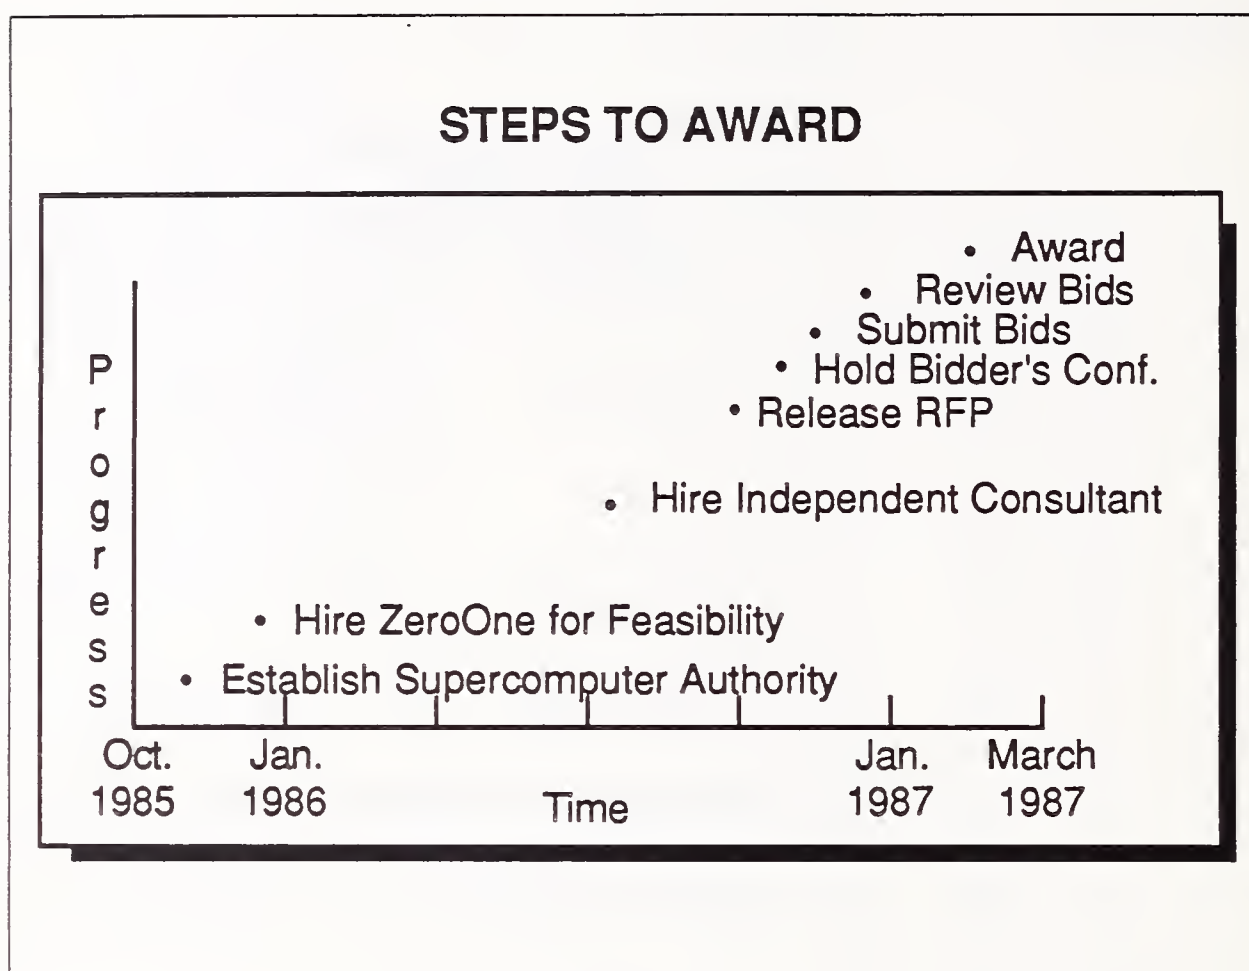 STEPS TO AWARD
• Award
• Review Bids
• Submit Bids
• Hold Bidder's Conf.
• Release RFP
• Hire Independent Consultant
• Hire ZeroOne for Feasibility
• Establish Supercomputer Authority
Progress
Oct. Jan. Jan. March
1985 1986 1987 1987
Time